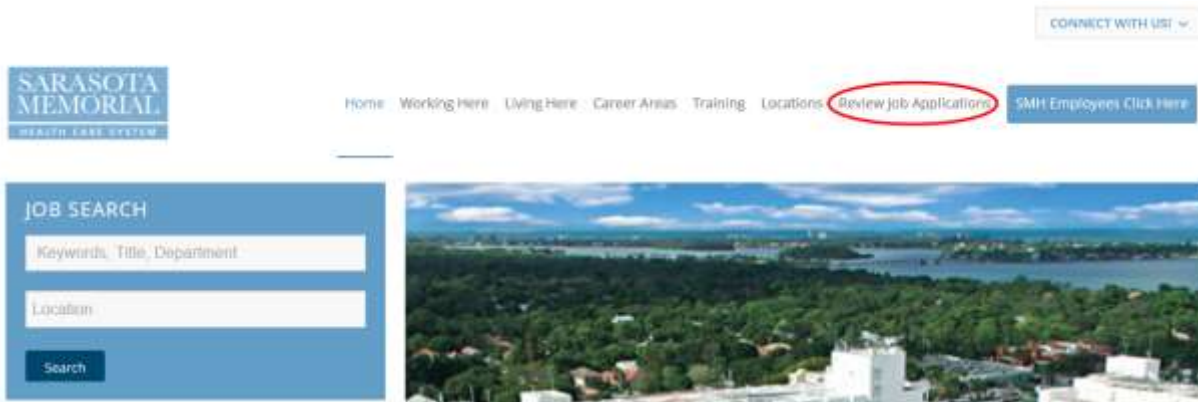 CONNECT WITH US!
SARASOTA
MEMORIAL
HEALTH CARE SYSTEM
Home Working Here Living Here Career Areas Training Locations Review Job Applications SMH Employees Click Here
JOB SEARCH
Keywords, Title, Department
Location
Search